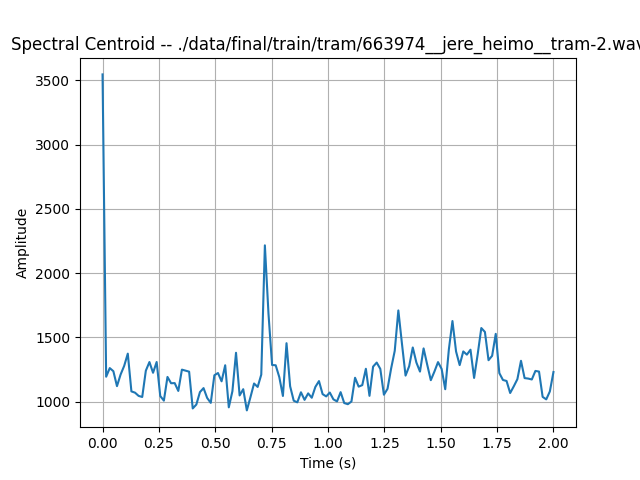 Spectral Centroid -- ./data/final/train/tram/663974__jere_heimo__tram-2.wav
3500
3000
2500
2000
1500
1000
Amplitude
0.00 0.25 0.50 0.75 1.00 1.25 1.50 1.75 2.00
Time (s)